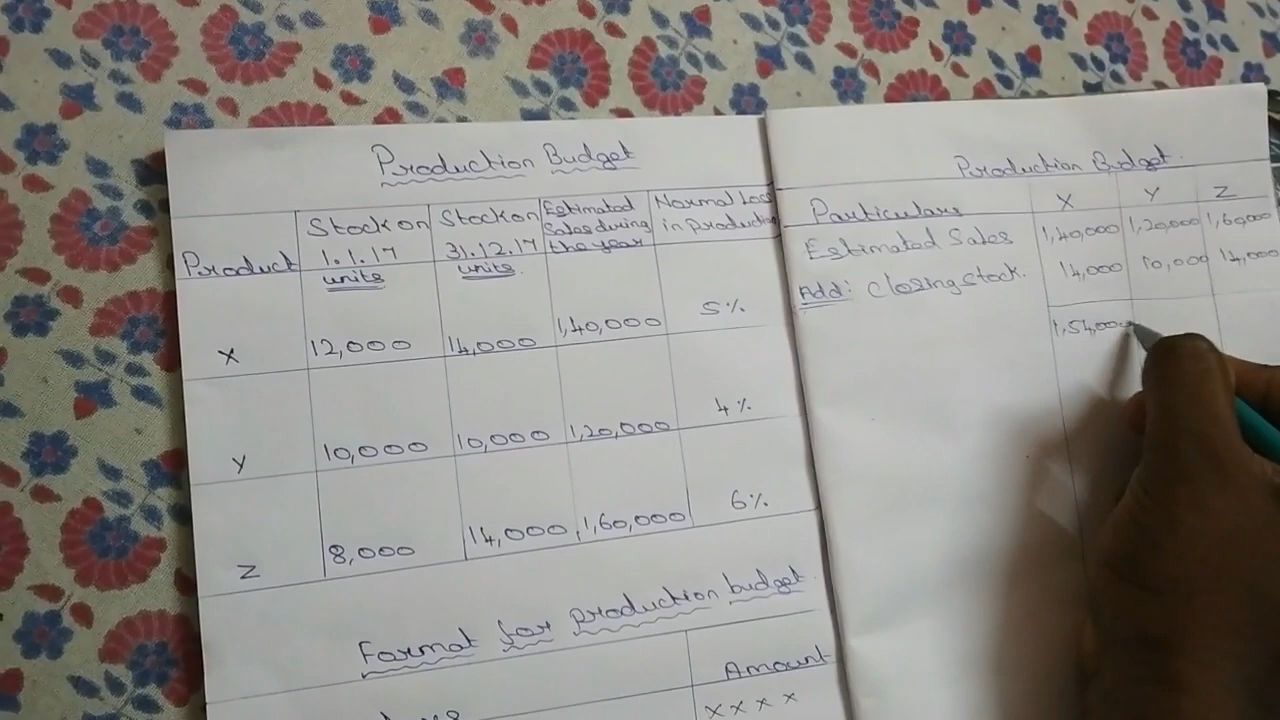 Production Budget
Product
Stock on
1.1.17
units
Stock on
31.12.17
units
Estimated
Sales during
the year
Normal Loss
in Production
X 12,000 14,000 1,40,000 5%
Y 10,000 10,000 1,20,000 4%
Z 8,000 14,000 1,60,000 6%
Format for production budget
Amount
x x x x
Production Budget
Particulars X Y Z
Estimated Sales 1,40,000 1,20,000 1,60,000
Add: Closing stock. 14,000 10,000 14,000
1,54,000